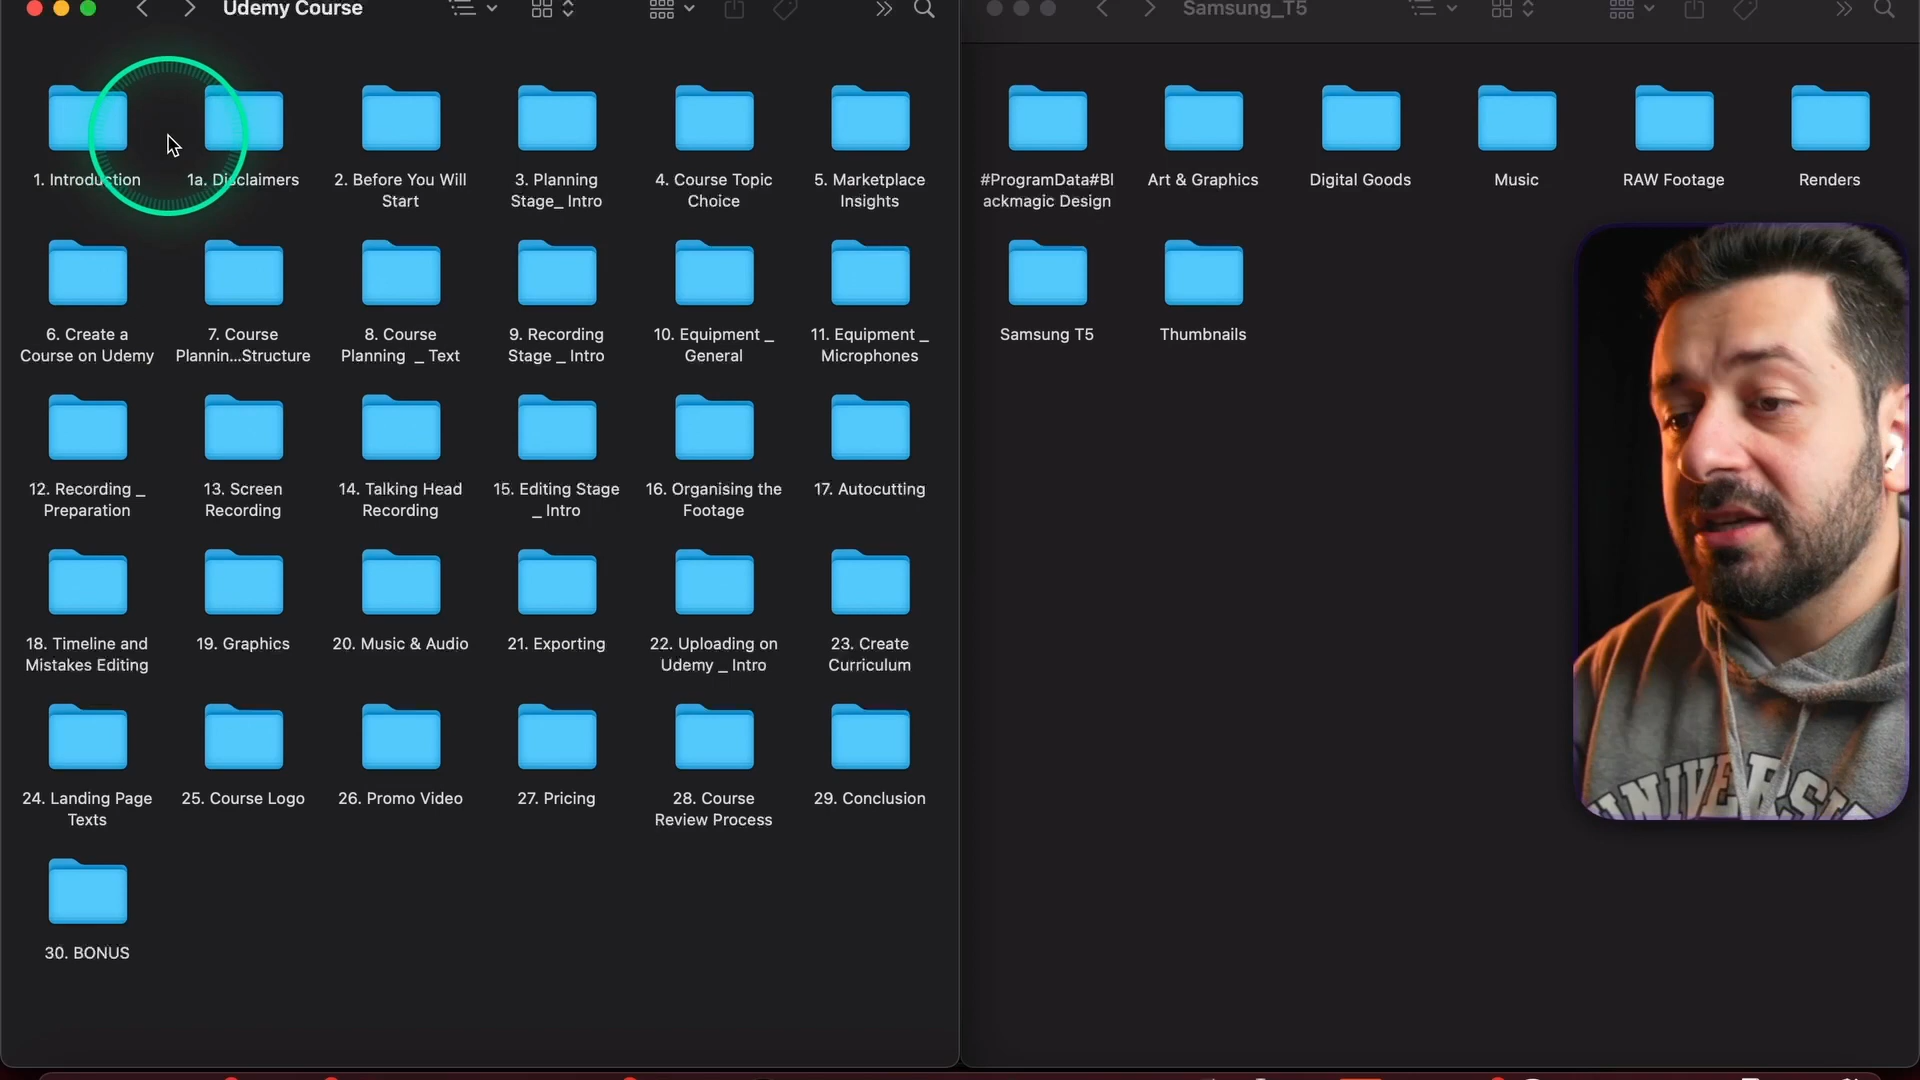 Udemy Course
1. Introduction
1a. Disclaimers
2. Before You Will
Start
3. Planning
Stage_ Intro
4. Course Topic
Choice
5. Marketplace
Insights
6. Create a
Course on Udemy
7. Course
Plannin...Structure
8. Course
Planning _ Text
9. Recording
Stage _ Intro
10. Equipment _
General
11. Equipment _
Microphones
12. Recording _
Preparation
13. Screen
Recording
14. Talking Head
Recording
15. Editing Stage
_ Intro
16. Organising the
Footage
17. Autocutting
18. Timeline and
Mistakes Editing
19. Graphics
20. Music & Audio
21. Exporting
22. Uploading on
Udemy _ Intro
23. Create
Curriculum
24. Landing Page
Texts
25. Course Logo
26. Promo Video
27. Pricing
28. Course
Review Process
29. Conclusion
30. BONUS
Samsung_T5
#ProgramData#Bl
ackmagic Design
Art & Graphics
Digital Goods
Music
RAW Footage
Renders
Samsung T5
Thumbnails